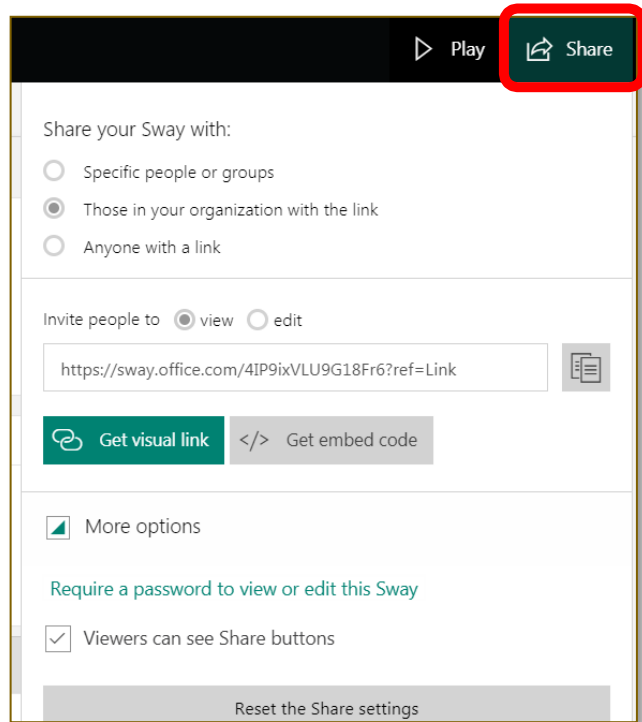 Play Share
Share your Sway with:
Specific people or groups
Those in your organization with the link
Anyone with a link
Invite people to view edit
https://sway.office.com/4IP9ixVLU9G18Fr6?ref=Link
Get visual link </> Get embed code
More options
Require a password to view or edit this Sway
Viewers can see Share buttons
Reset the Share settings